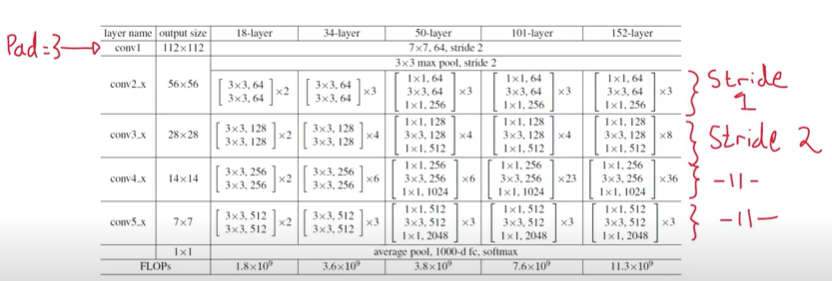 layer name output size 18-layer 34-layer 50-layer 101-layer 152-layer
Pad=3 conv1 112×112 7×7, 64, stride 2
3×3 max pool, stride 2
conv2_x 56×56 [3×3, 64 3×3, 64]×2 [3×3, 64 3×3, 64]×3 [1×1, 64 3×3, 64 1×1, 256]×3 [1×1, 64 3×3, 64 1×1, 256]×3 [1×1, 64 3×3, 64 1×1, 256]×3 Stride 1
conv3_x 28×28 [3×3, 128 3×3, 128]×2 [3×3, 128 3×3, 128]×4 [1×1, 128 3×3, 128 1×1, 512]×4 [1×1, 128 3×3, 128 1×1, 512]×4 [1×1, 128 3×3, 128 1×1, 512]×8 Stride 2
conv4_x 14×14 [3×3, 256 3×3, 256]×2 [3×3, 256 3×3, 256]×6 [1×1, 256 3×3, 256 1×1, 1024]×6 [1×1, 256 3×3, 256 1×1, 1024]×23 [1×1, 256 3×3, 256 1×1, 1024]×36 -11-
conv5_x 7×7 [3×3, 512 3×3, 512]×2 [3×3, 512 3×3, 512]×3 [1×1, 512 3×3, 512 1×1, 2048]×3 [1×1, 512 3×3, 512 1×1, 2048]×3 [1×1, 512 3×3, 512 1×1, 2048]×3 -11-
1×1 average pool, 1000-d fc, softmax
FLOPs 1.8×10⁹ 3.6×10⁹ 3.8×10⁹ 7.6×10⁹ 11.3×10⁹